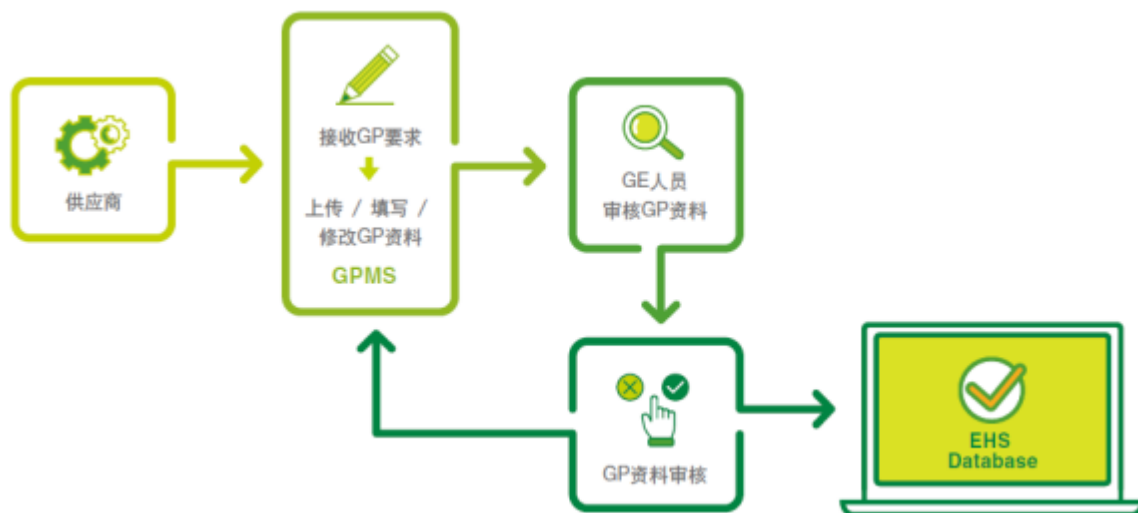 供应商
接收GP要求
上传 / 填写 /
修改GP资料
GPMS
GE人员
审核GP资料
GP资料审核
EHS
Database